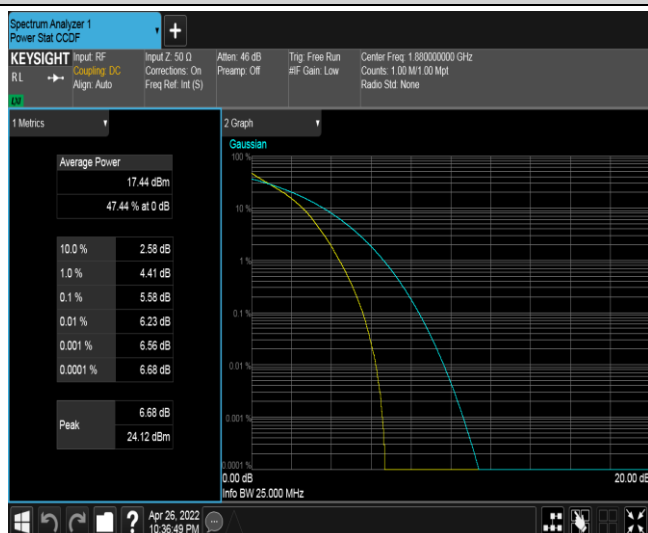 Spectrum Analyzer 1
Power Stat CCDF
+
KEYSIGHT
RL
Input: RF
Coupling: DC
Align: Auto
Input Z: 50 Ω
Corrections: On
Freq Ref: Int (S)
Atten: 46 dB
Preamp: Off
Trig: Free Run
#IF Gain: Low
Center Freq: 1.880000000 GHz
Counts: 1.00 M/1.00 Mpt
Radio Std: None
1 Metrics
Average Power
17.44 dBm
47.44 % at 0 dB
10.0 % 2.58 dB
1.0 % 4.41 dB
0.1 % 5.58 dB
0.01 % 6.23 dB
0.001 % 6.56 dB
0.0001 % 6.68 dB
Peak
6.68 dB
24.12 dBm
2 Graph
Gaussian
100 %
10 %
1 %
0.1 %
0.01 %
0.001 %
0.0001 %
0.00 dB
20.00 dB
Info BW 25.000 MHz
?
Apr 26, 2022
10:36:49 PM